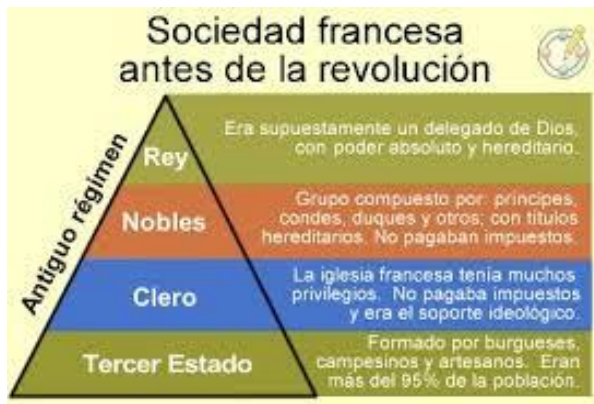 Sociedad francesa
antes de la revolución
Antiguo régimen
Rey
Era supuestamente un delegado de Dios,
con poder absoluto y hereditario.
Nobles
Grupo compuesto por: príncipes,
condes, duques y otros; con títulos
hereditarios. No pagaban impuestos.
Clero
La iglesia francesa tenía muchos
privilegios. No pagaba impuestos
y era el soporte ideológico.
Tercer Estado
Formado por burgueses,
campesinos y artesanos. Eran
más del 95% de la población.